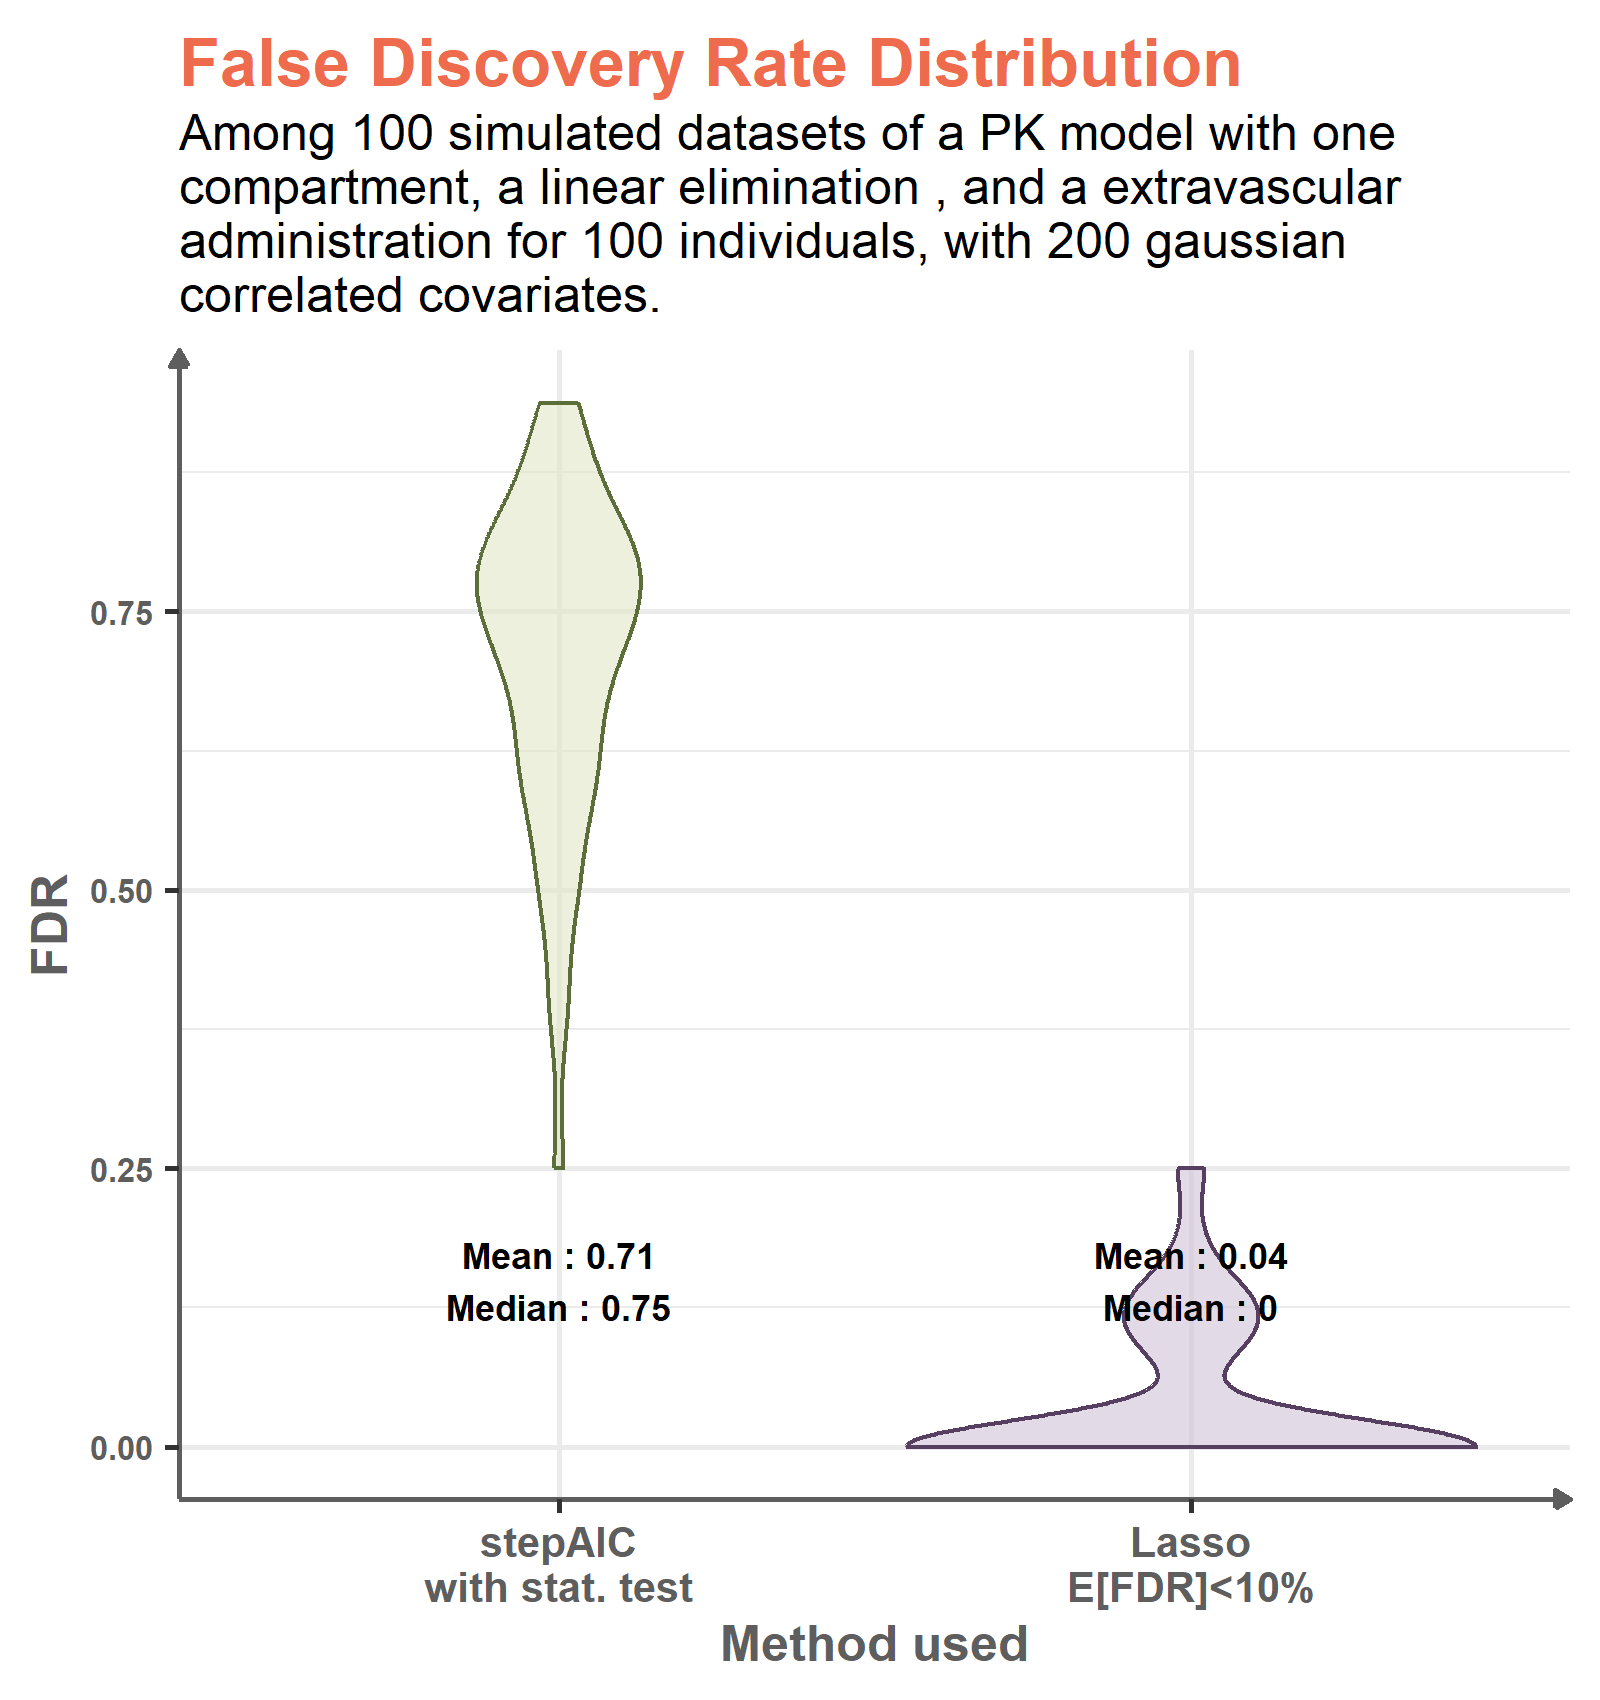 False Discovery Rate Distribution
Among 100 simulated datasets of a PK model with one
compartment, a linear elimination , and a extravascular
administration for 100 individuals, with 200 gaussian
correlated covariates.
FDR
0.75
0.50
0.25
0.00
Mean : 0.71
Median : 0.75
Mean : 0.04
Median : 0
stepAIC
with stat. test
Lasso
E[FDR]<10%
Method used